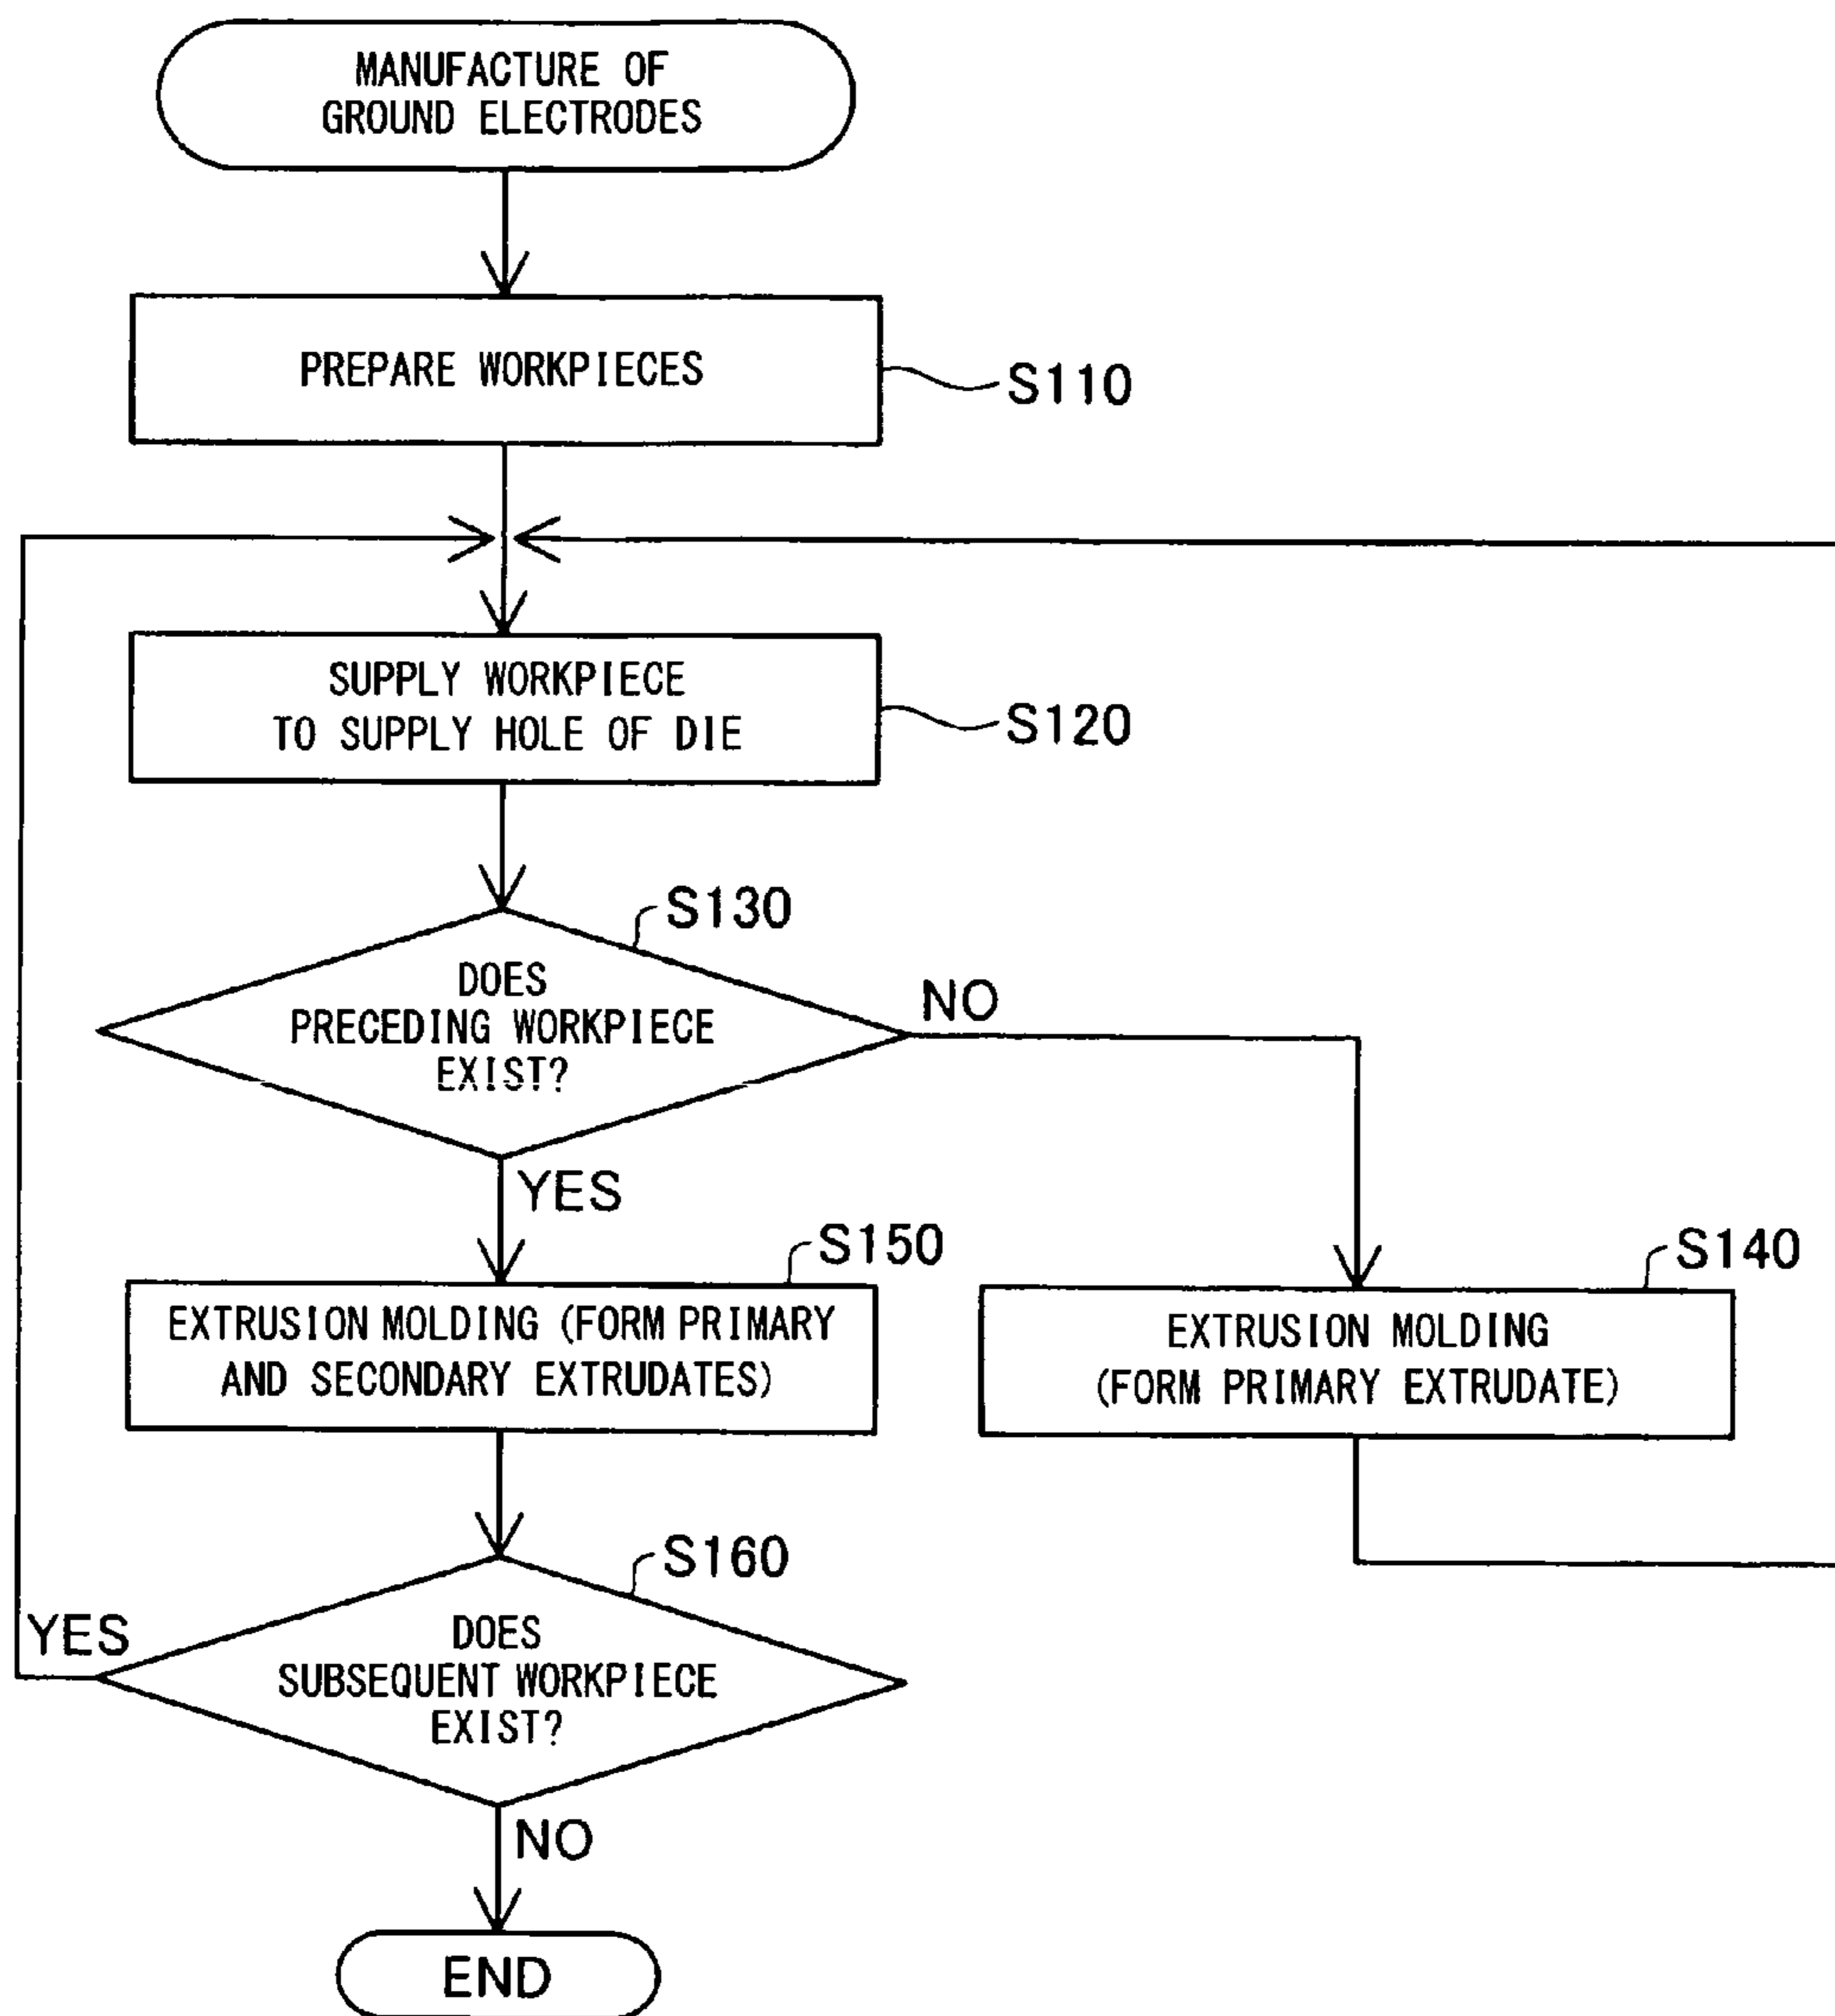 MANUFACTURE OF
GROUND ELECTRODES
PREPARE WORKPIECES
S110
SUPPLY WORKPIECE
TO SUPPLY HOLE OF DIE
S120
S130
DOES
PRECEDING WORKPIECE
EXIST?
NO
YES
S150
EXTRUSION MOLDING (FORM PRIMARY
AND SECONDARY EXTRUDATES)
S140
EXTRUSION MOLDING
(FORM PRIMARY EXTRUDATE)
S160
DOES
SUBSEQUENT WORKPIECE
EXIST?
YES
NO
END